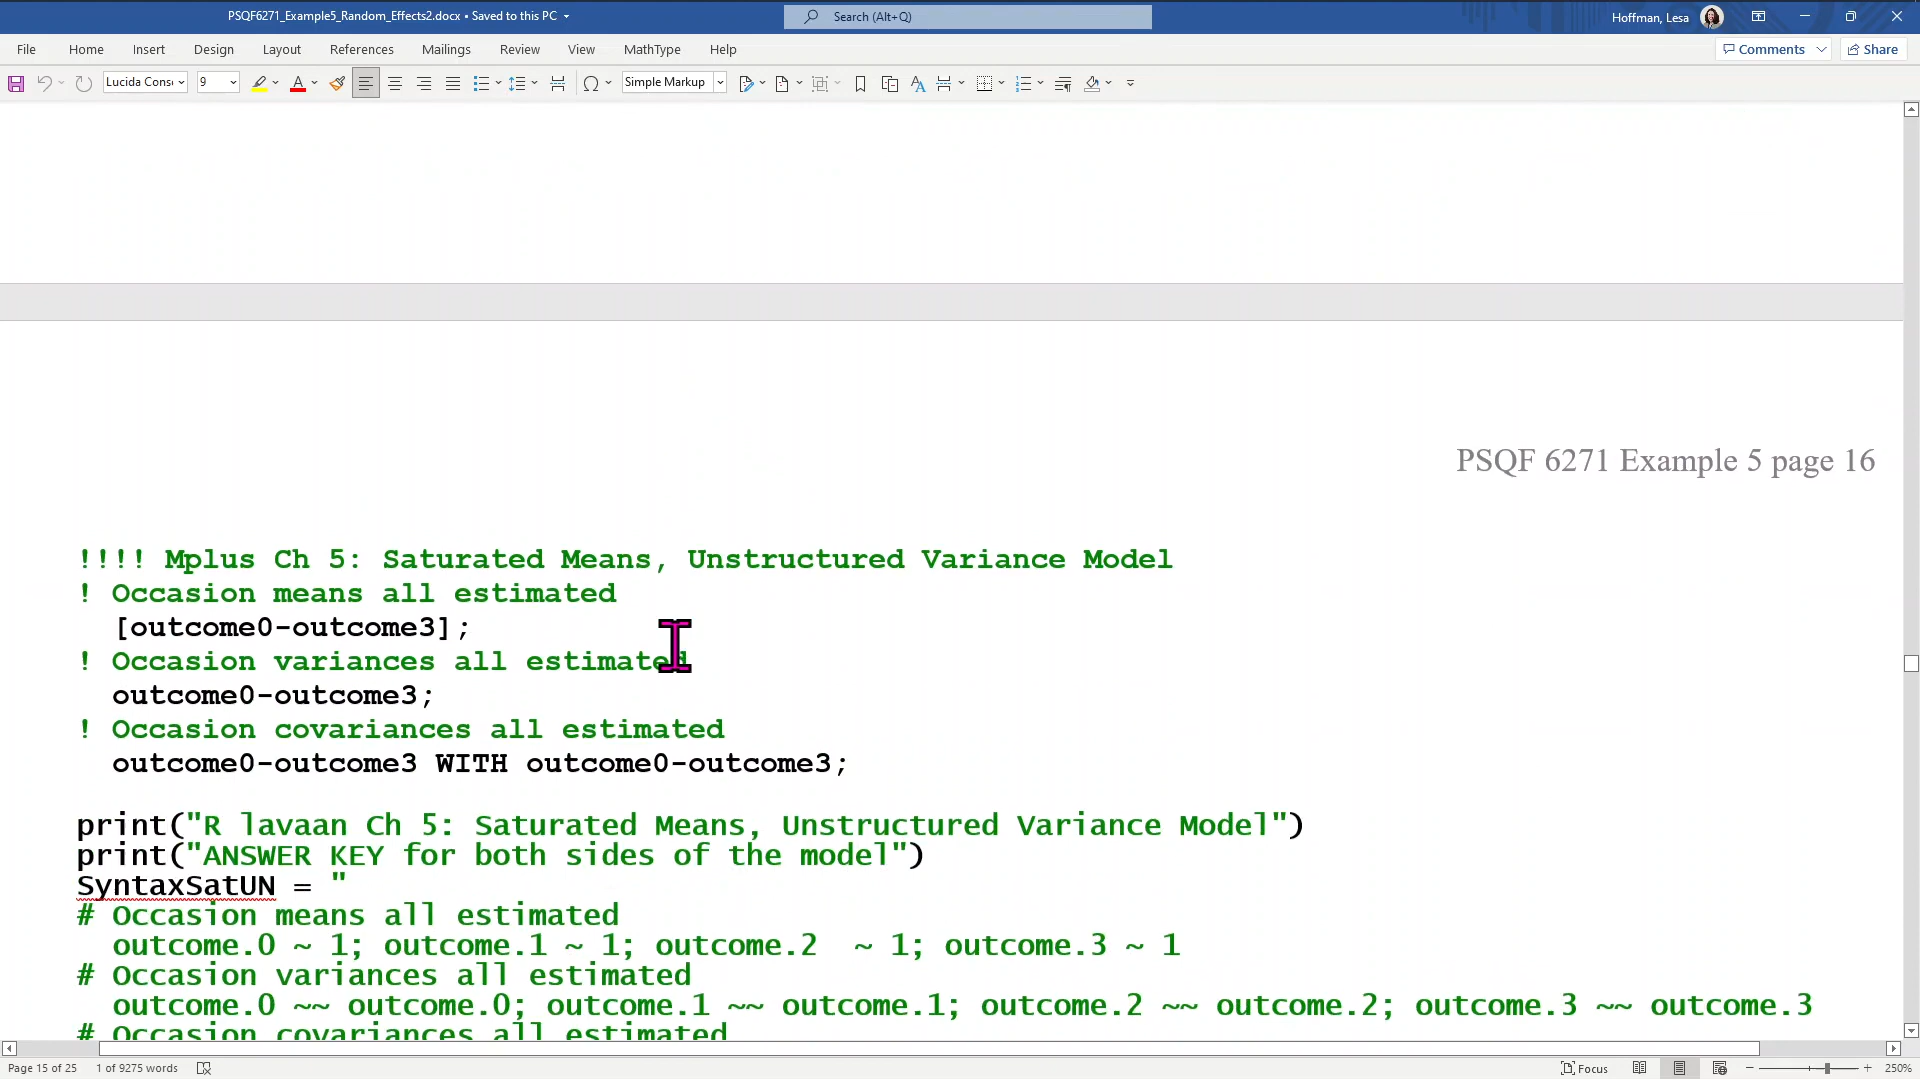 PSQF6271_Example5_Random_Effects2.docx • Saved to this PC
Search (Alt+Q)
Hoffman, Lesa
File Home Insert Design Layout References Mailings Review View MathType Help
Comments Share
Lucida Cons 9 Simple Markup
PSQF 6271 Example 5 page 16
!!!! Mplus Ch 5: Saturated Means, Unstructured Variance Model
! Occasion means all estimated
[outcome0-outcome3];
! Occasion variances all estimated
outcome0-outcome3;
! Occasion covariances all estimated
outcome0-outcome3 WITH outcome0-outcome3;
print("R lavaan Ch 5: Saturated Means, Unstructured Variance Model")
print("ANSWER KEY for both sides of the model")
SyntaxSatUN = "
# Occasion means all estimated
outcome.0 ~ 1; outcome.1 ~ 1; outcome.2  ~ 1; outcome.3 ~ 1
# Occasion variances all estimated
outcome.0 ~~ outcome.0; outcome.1 ~~ outcome.1; outcome.2 ~~ outcome.2; outcome.3 ~~ outcome.3
# Occasion covariances all estimated
Page 15 of 25 1 of 9275 words Focus 250%